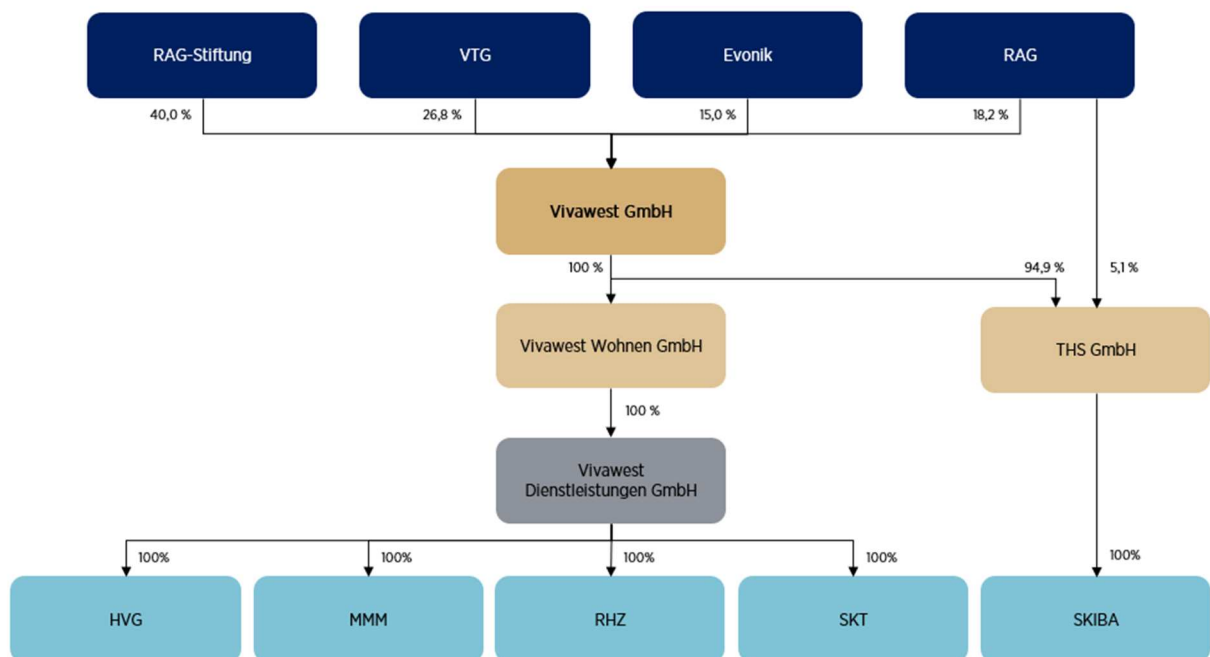 RAG-Stiftung
VTG
Evonik
RAG
40,0 %
26,8 %
15,0 %
18,2 %
Vivawest GmbH
100 %
94,9 %
5,1 %
Vivawest Wohnen GmbH
THS GmbH
100 %
Vivawest
Dienstleistungen GmbH
100%
100%
100%
100%
100%
HVG
MMM
RHZ
SKT
SKIBA